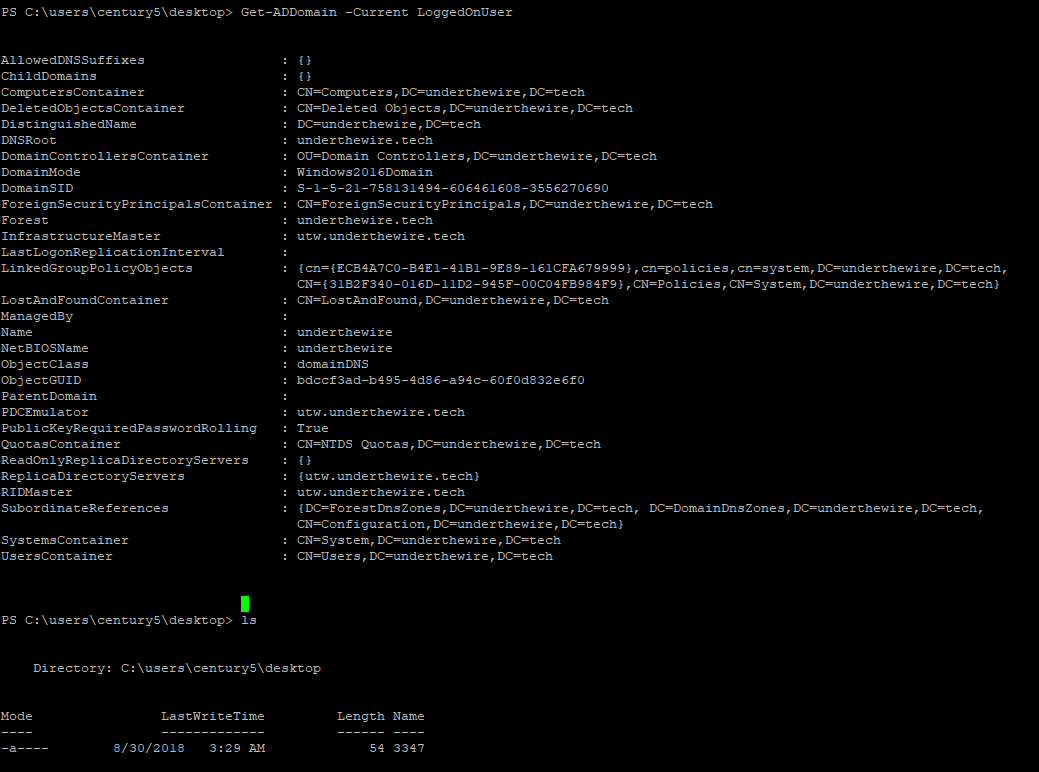 PS C:\users\century5\desktop> Get-ADDomain -Current LoggedOnUser
AllowedDNSSuffixes : {}
ChildDomains : {}
ComputersContainer : CN=Computers,DC=underthewire,DC=tech
DeletedObjectsContainer : CN=Deleted Objects,DC=underthewire,DC=tech
DistinguishedName : DC=underthewire,DC=tech
DNSRoot : underthewire.tech
DomainControllersContainer : OU=Domain Controllers,DC=underthewire,DC=tech
DomainMode : Windows2016Domain
DomainSID : S-1-5-21-758131494-606461608-3556270690
ForeignSecurityPrincipalsContainer : CN=ForeignSecurityPrincipals,DC=underthewire,DC=tech
Forest : underthewire.tech
InfrastructureMaster : utw.underthewire.tech
LastLogonReplicationInterval :
LinkedGroupPolicyObjects : {cn={ECB4A7C0-B4E1-41B1-9E89-161CFA679999},cn=policies,cn=system,DC=underthewire,DC=tech,
CN={31B2F340-016D-11D2-945F-00C04FB984F9},CN=Policies,CN=System,DC=underthewire,DC=tech}
LostAndFoundContainer : CN=LostAndFound,DC=underthewire,DC=tech
ManagedBy :
Name : underthewire
NetBIOSName : underthewire
ObjectClass : domainDNS
ObjectGUID : bdccf3ad-b495-4d86-a94c-60f0d832e6f0
ParentDomain :
PDCEmulator : utw.underthewire.tech
PublicKeyRequiredPasswordRolling : True
QuotasContainer : CN=NTDS Quotas,DC=underthewire,DC=tech
ReadOnlyReplicaDirectoryServers : {}
ReplicaDirectoryServers : {utw.underthewire.tech}
RIDMaster : utw.underthewire.tech
SubordinateReferences : {DC=ForestDnsZones,DC=underthewire,DC=tech, DC=DomainDnsZones,DC=underthewire,DC=tech,
CN=Configuration,DC=underthewire,DC=tech}
SystemsContainer : CN=System,DC=underthewire,DC=tech
UsersContainer : CN=Users,DC=underthewire,DC=tech
PS C:\users\century5\desktop> ls
Directory: C:\users\century5\desktop
Mode LastWriteTime Length Name
---- ------------- ------ ----
-a---- 8/30/2018 3:29 AM 54 3347